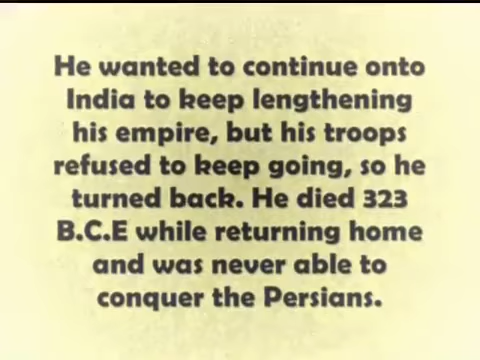 He wanted to continue onto
India to keep lengthening
his empire, but his troops
refused to keep going, so he
turned back. He died 323
B.C.E while returning home
and was never able to
conquer the Persians.